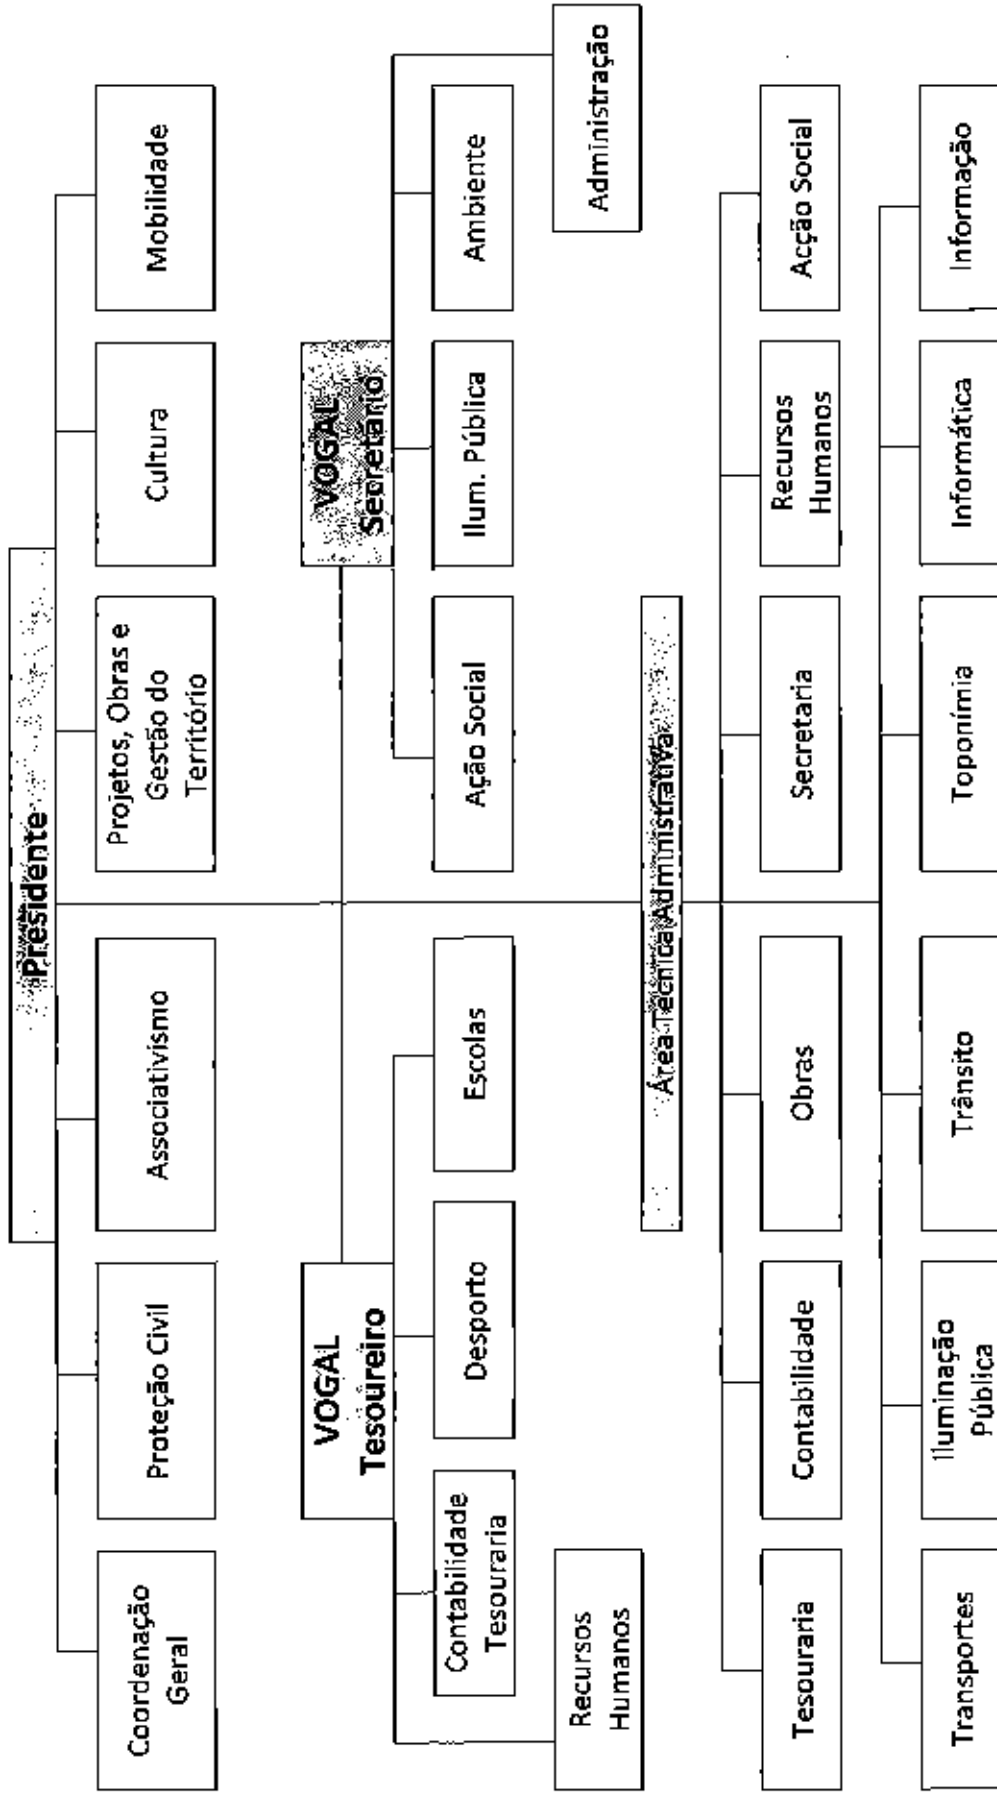 Presidente
Coordenação
Geral
Proteção Civil
Associativismo
Projetos, Obras e
Gestão do
Território
Cultura
Mobilidade
VOGAL
Tesoureiro
VOGAL
Secretário
Contabilidade
Tesouraria
Desporto
Escolas
Ação Social
Ilum. Pública
Ambiente
Recursos
Humanos
Administração
Área Tecnica Administrativa
Tesouraria
Contabilidade
Obras
Secretaria
Recursos
Humanos
Acção Social
Transportes
Iluminação
Pública
Trânsito
Toponímia
Informática
Informação